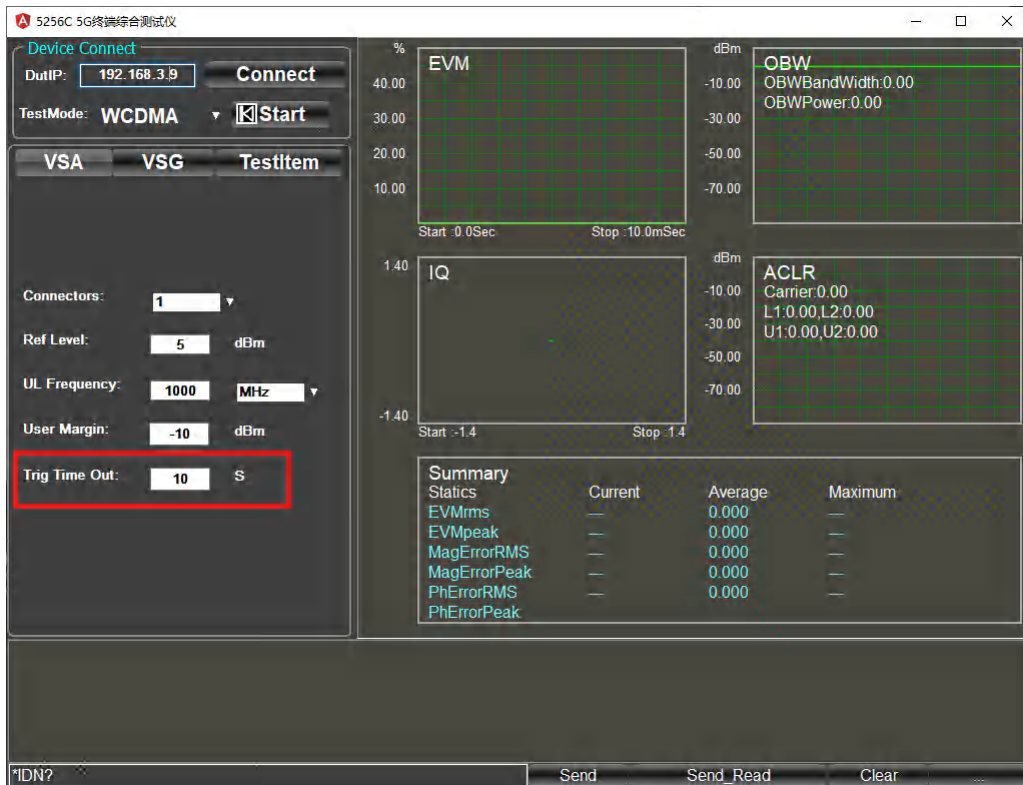 5256C 5G终端综合测试仪
Device Connect
DutIP: 192.168.3.9 Connect
TestMode: WCDMA Start
VSA VSG TestItem
Connectors: 1
Ref Level: 5 dBm
UL Frequency: 1000 MHz
User Margin: -10 dBm
Trig Time Out: 10 S
%
40.00
30.00
20.00
10.00
EVM
Start :0.0Sec Stop :10.0mSec
dBm
-10.00
-30.00
-50.00
-70.00
OBW
OBWBandWidth:0.00
OBWPower:0.00
1.40
-1.40
IQ
Start :-1.4 Stop :1.4
dBm
-10.00
-30.00
-50.00
-70.00
ACLR
Carrier:0.00
L1:0.00,L2:0.00
U1:0.00,U2:0.00
Summary
Statics Current Average Maximum
EVMrms — 0.000 —
EVMpeak — 0.000 —
MagErrorRMS — 0.000 —
MagErrorPeak — 0.000 —
PhErrorRMS — 0.000 —
PhErrorPeak
*IDN? Send Send_Read Clear ...